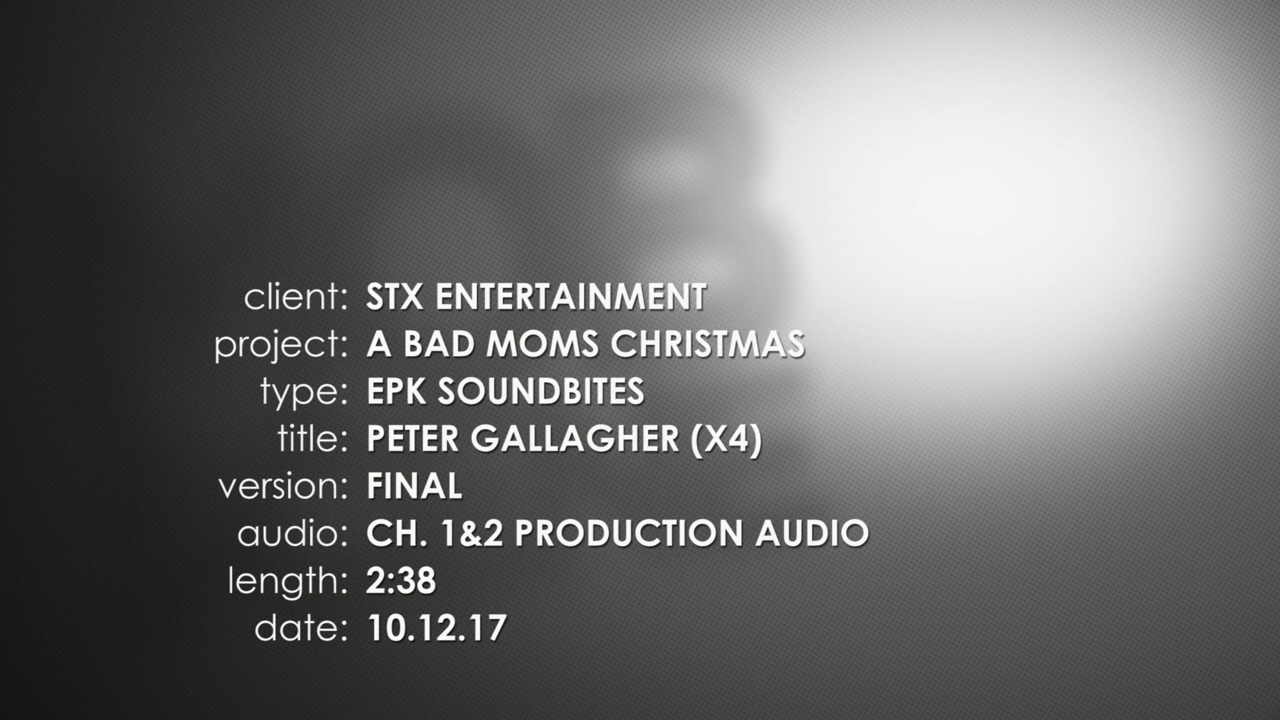 client: STX ENTERTAINMENT
project: A BAD MOMS CHRISTMAS
type: EPK SOUNDBITES
title: PETER GALLAGHER (X4)
version: FINAL
audio: CH. 1&2 PRODUCTION AUDIO
length: 2:38
date: 10.12.17